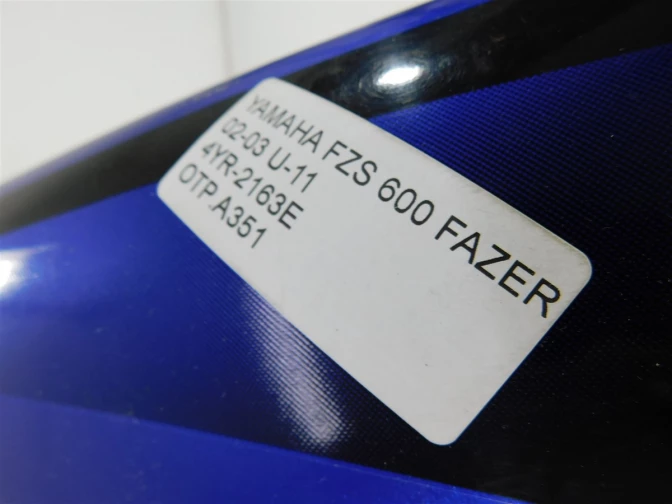 YAMAHA FZS 600 FAZER
02-03 U-11
4YR-2163E
OTP.A351